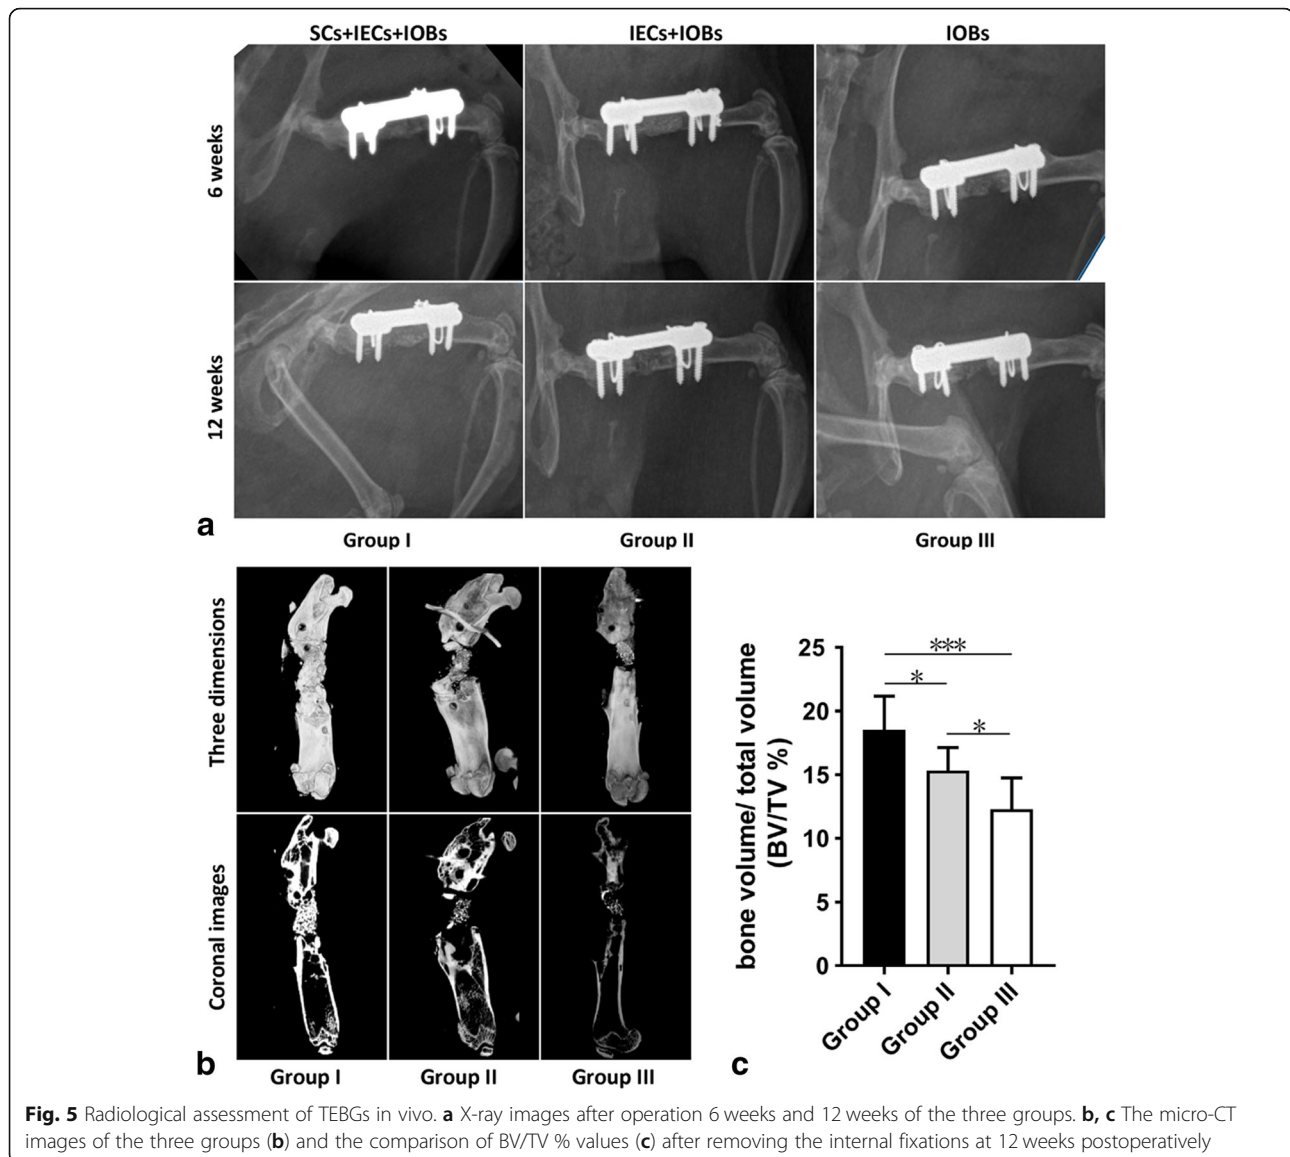 SCs+IECs+IOBs
IECs+IOBs
IOBs
6 weeks
12 weeks
a
Group I
Group II
Group III
Three dimensions
Coronal images
b
Group I
Group II
Group III
bone volume/ total volume
(BV/TV %)
25
20
15
10
5
0
***
*
*
Group I
Group II
Group III
c
Fig. 5 Radiological assessment of TEBGs in vivo. a X-ray images after operation 6 weeks and 12 weeks of the three groups. b, c The micro-CT
images of the three groups (b) and the comparison of BV/TV % values (c) after removing the internal fixations at 12 weeks postoperatively